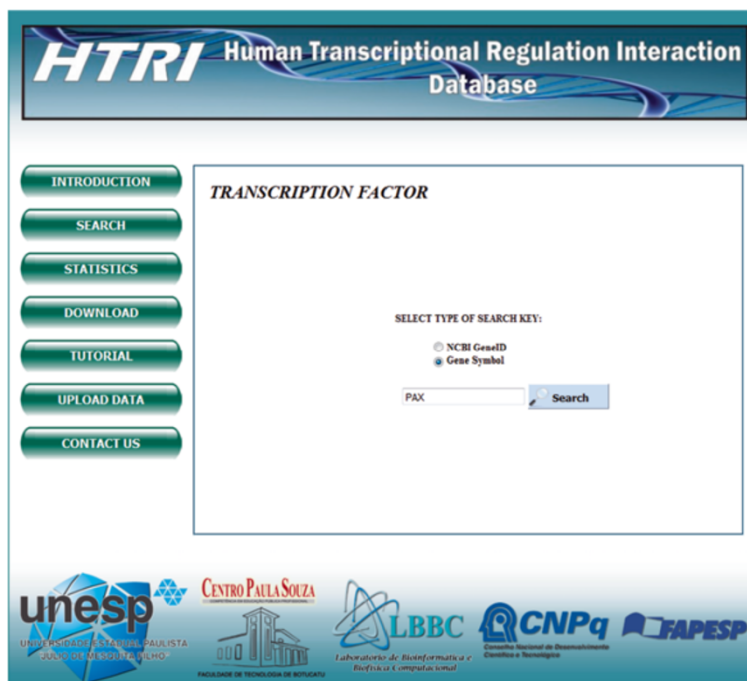 HTRI Human Transcriptional Regulation Interaction
Database
INTRODUCTION
SEARCH
STATISTICS
DOWNLOAD
TUTORIAL
UPLOAD DATA
CONTACT US
TRANSCRIPTION FACTOR
SELECT TYPE OF SEARCH KEY:
NCBI GeneID
Gene Symbol
PAX
Search
unesp
UNIVERSIDADE ESTADUAL PAULISTA
"JÚLIO DE MESQUITA FILHO"
CENTRO PAULA SOUZA
FACULDADE DE TECNOLOGIA DE BOTUCATU
LBBC
Laboratório de Bioinformática e
Biofísica Computacional
CNPq
Conselho Nacional de Desenvolvimento
Científico e Tecnológico
FAPESP